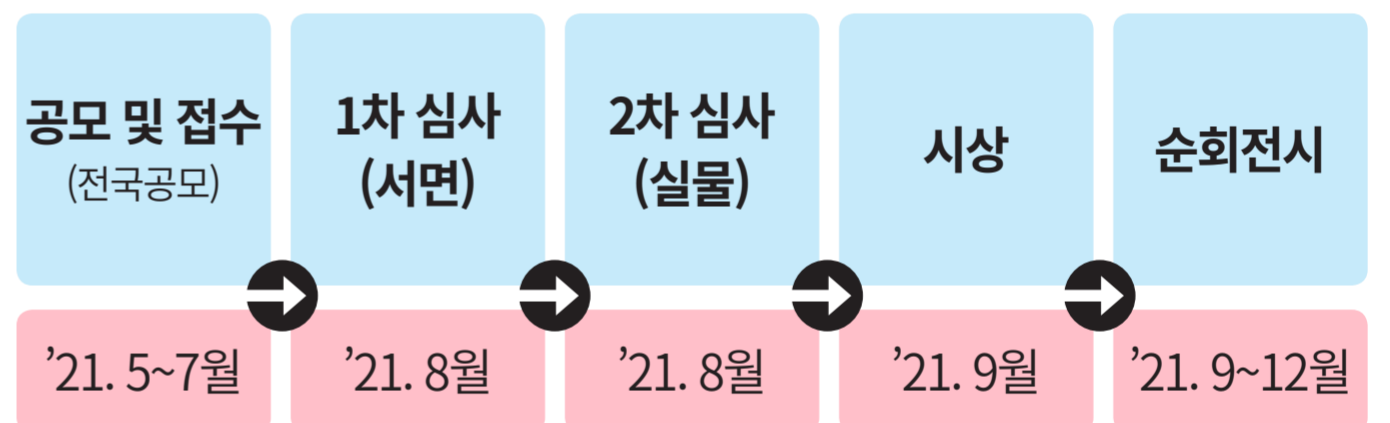 공모 및 접수
(전국공모)
1차 심사
(서면)
2차 심사
(실물)
시상
순회전시
’21. 5~7월
’21. 8월
’21. 8월
’21. 9월
’21. 9~12월